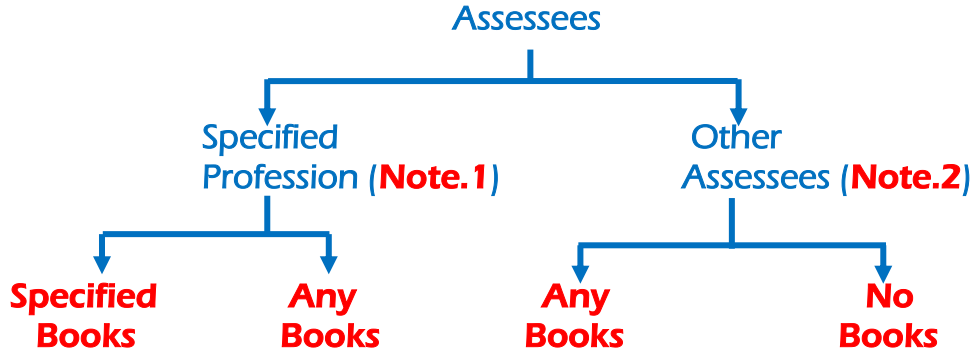 Assessees
Specified
Profession (Note.1)
Other
Assessees (Note.2)
Specified
Books
Any
Books
Any
Books
No
Books